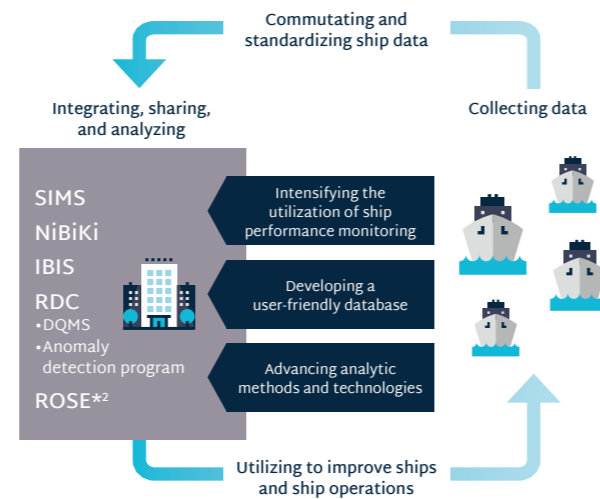 Commutating and
standardizing ship data
Integrating, sharing,
and analyzing
Collecting data
SIMS
NiBiKi
IBIS
RDC
•DQMS
•Anomaly
detection program
ROSE*²
Intensifying the
utilization of ship
performance monitoring
Developing a
user-friendly database
Advancing analytic
methods and technologies
Utilizing to improve ships
and ship operations